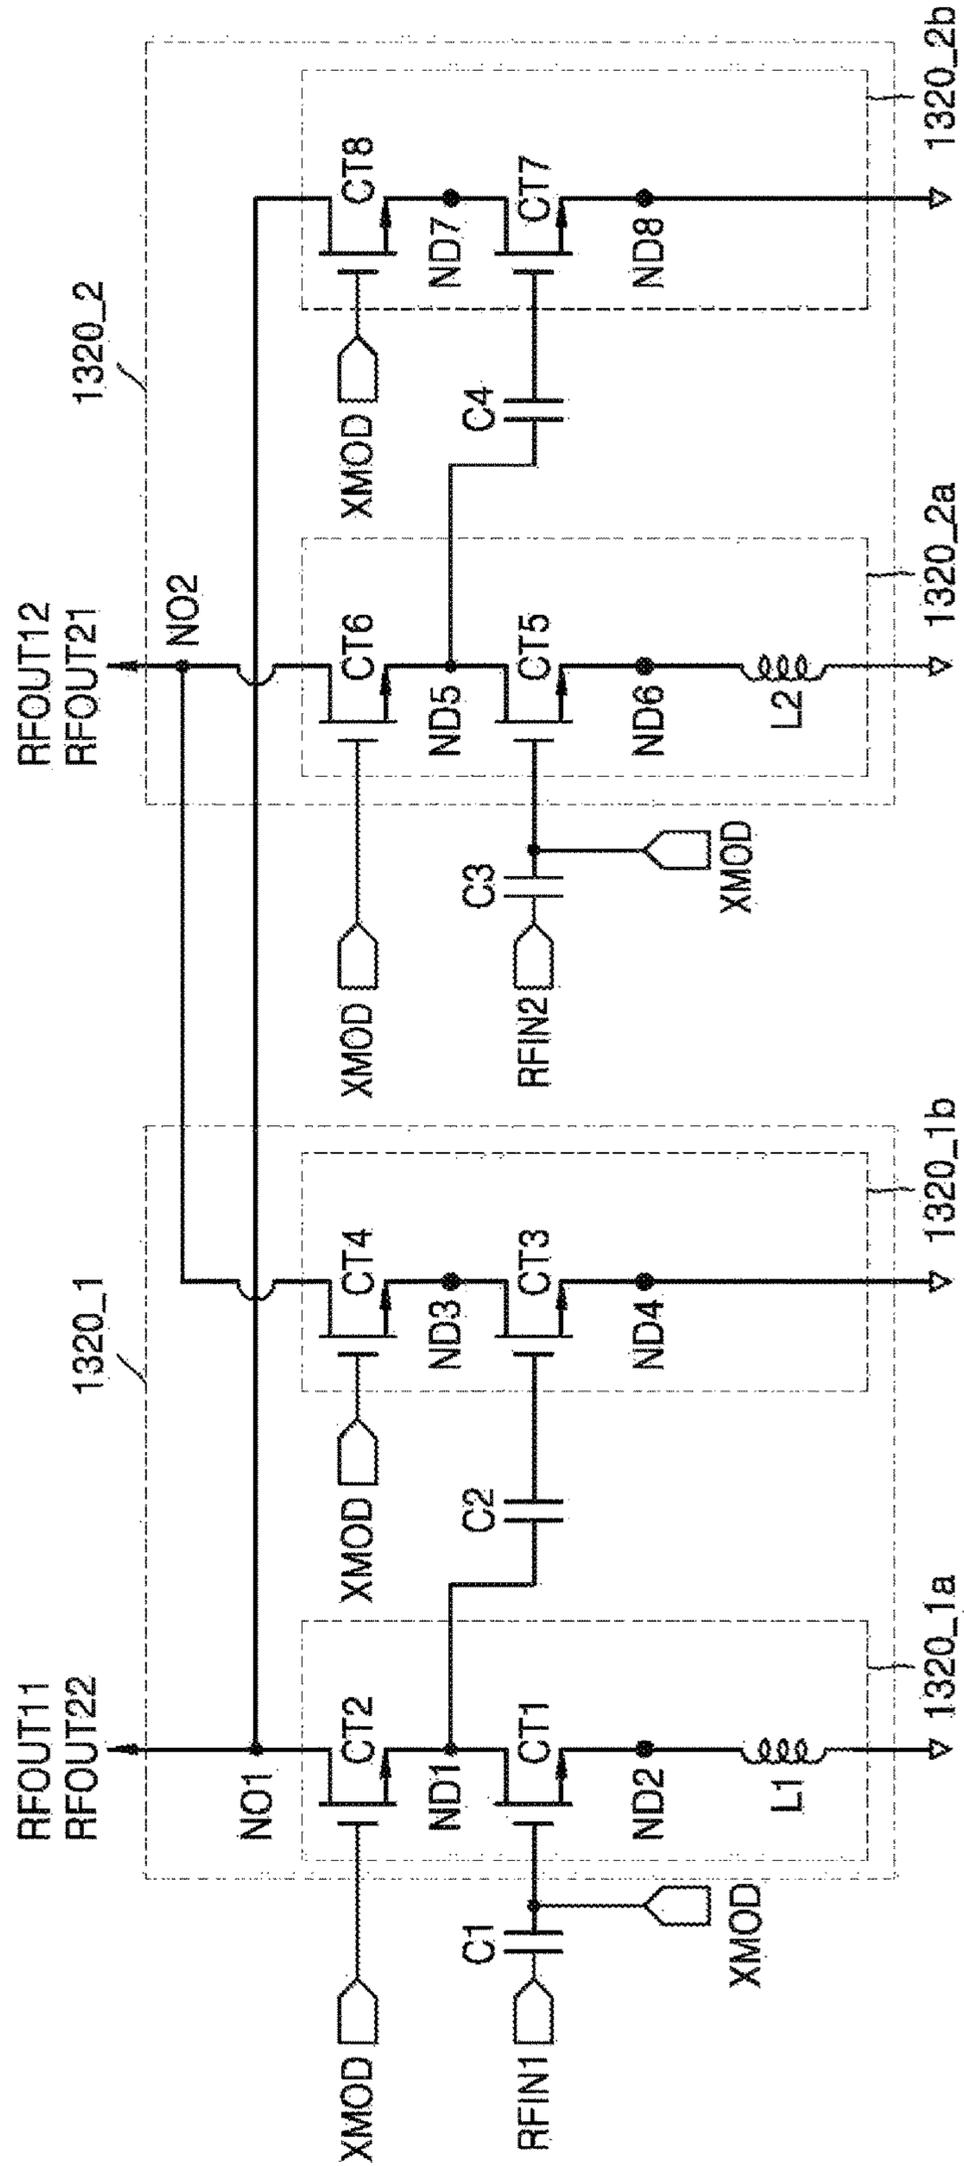 RFOUT11
RFOUT22
1320_1
RFOUT12
RFOUT21
1320_2
NO1
NO2
XMOD
CT2
XMOD
CT4
XMOD
CT6
XMOD
CT8
ND1
ND3
ND5
ND7
RFIN1
C1
CT1
C2
CT3
RFIN2
C3
CT5
C4
CT7
XMOD
ND2
ND4
XMOD
ND6
ND8
L1
L2
1320_1a
1320_1b
1320_2a
1320_2b